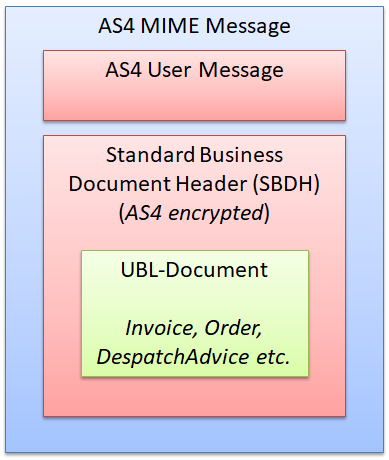 AS4 MIME Message
AS4 User Message
Standard Business
Document Header (SBDH)
(AS4 encrypted)
UBL-Document
Invoice, Order,
DespatchAdvice etc.